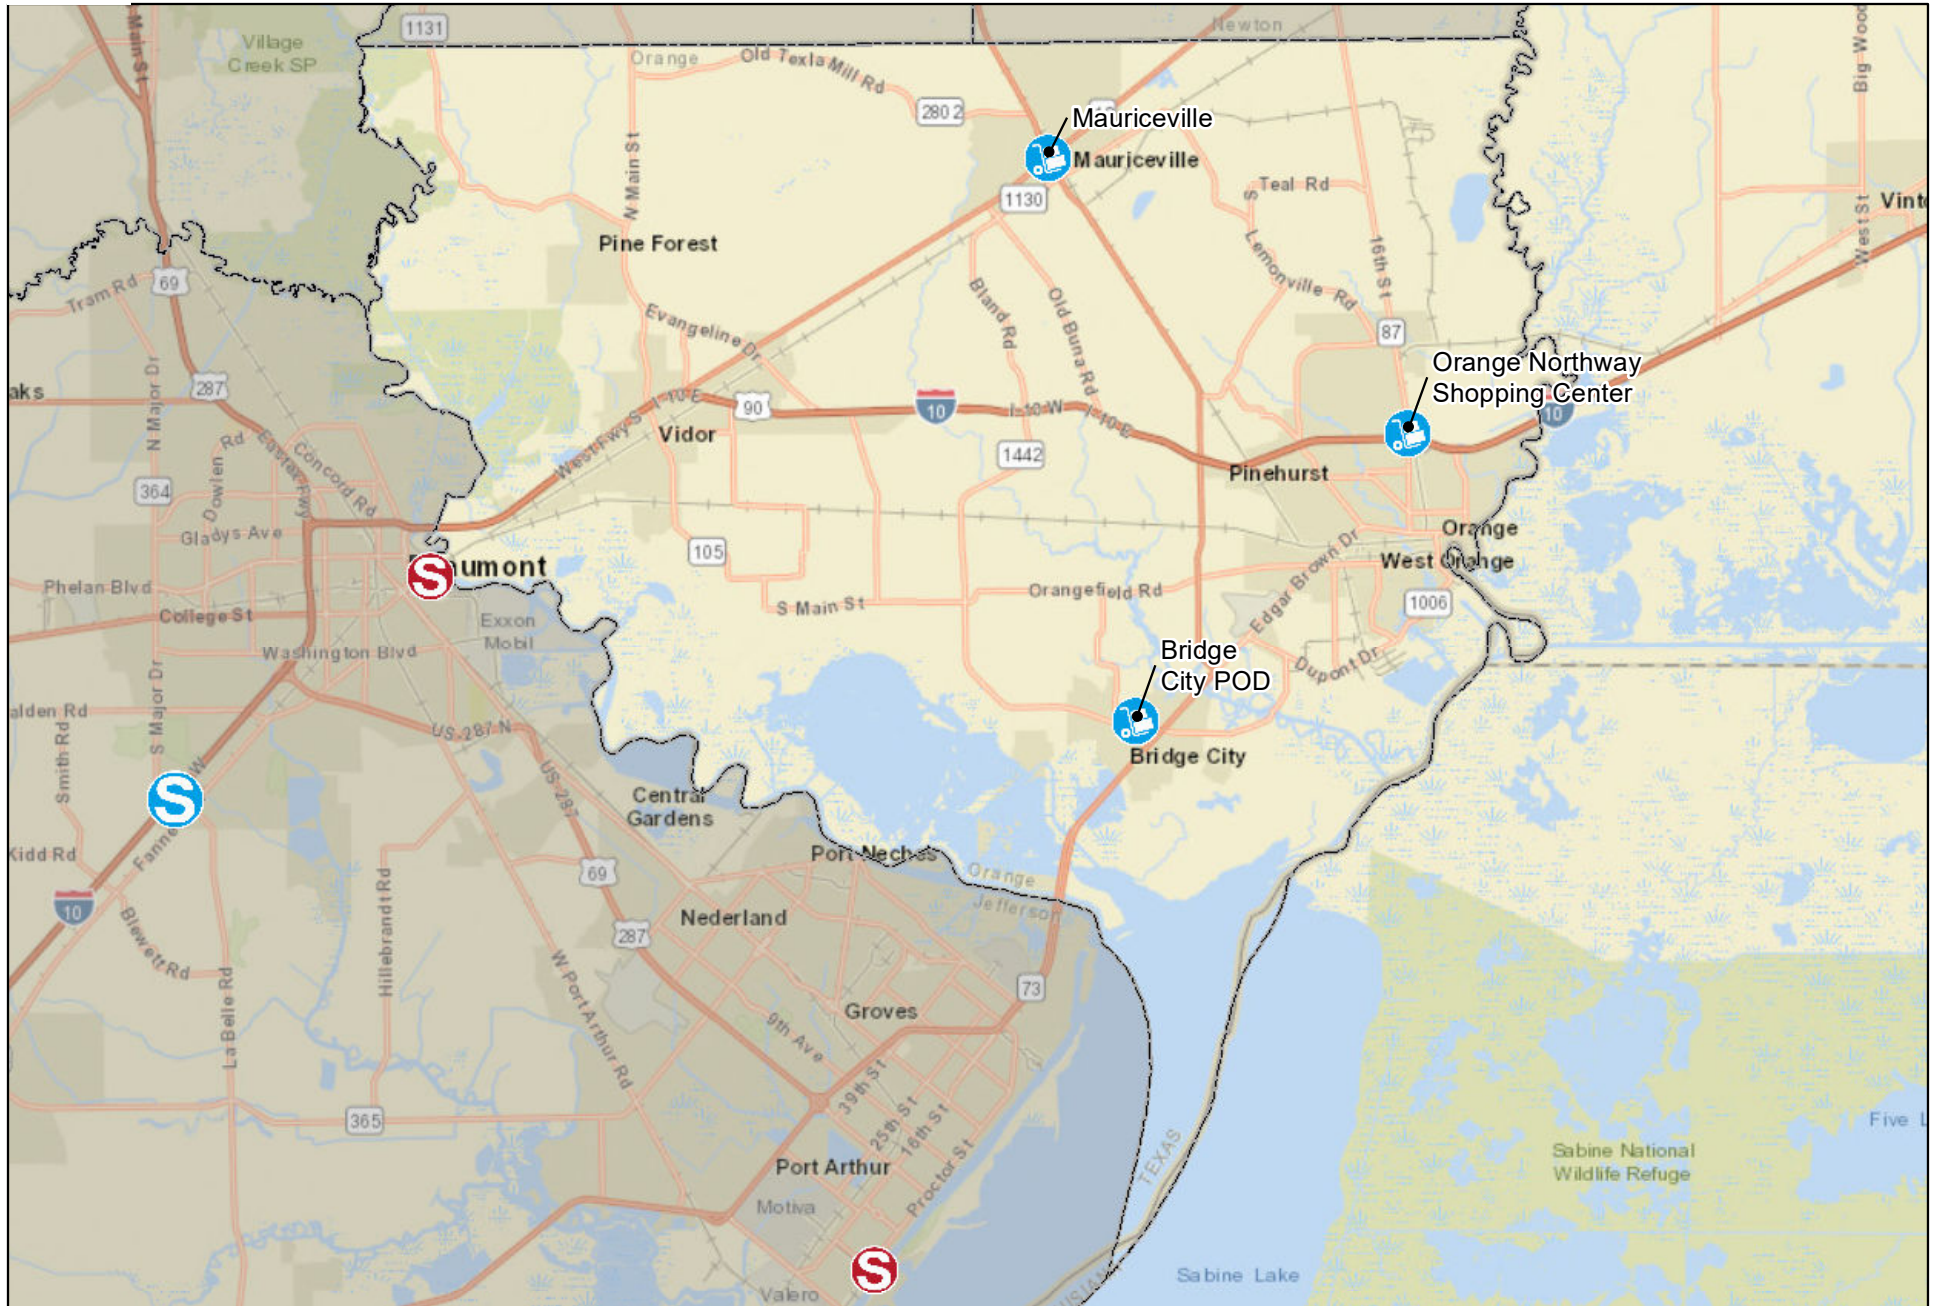 Main St
1131
Village
Creek SP
Orange
Old Texla Mill Rd
Newton
Big Wood
280 2
Mauriceville
Mauriceville
N Main St
1130
S Teal Rd
Pine Forest
West St
16th St
Lemonville Rd
69
Tram Rd
Bland Rd
Old Buna Rd
Evangeline Dr
87
Orange Northway
Shopping Center
N Major Dr
287
I 10 E
90
10
I-10 W
I-10 E
10
Vidor
West Fwy S
Dowlen Rd
Eastex Fwy
Concord Rd
1442
Pinehurst
364
Gladys Ave
105
Orange
West Orange
Edgar Brown Dr
S
Phelan Blvd
College St
S Main St
Orangefield Rd
1006
Exxon
Mobil
Washington Blvd
Bridge
City POD
Dupont Dr
S Major Dr
US-287 N
Smith Rd
Bridge City
S
US-287
Central
Gardens
Port Neches
Kidd Rd
Orange
Jefferson
69
10
Hillebrandt Rd
Blewett Rd
Nederland
287
W Port Arthur Rd
73
La Belle Rd
Groves
9th Ave
39th St
25th St
16th St
365
Proctor St
Port Arthur
Motiva
TEXAS
Sabine National
Wildlife Refuge
S
Valero
Sabine Lake